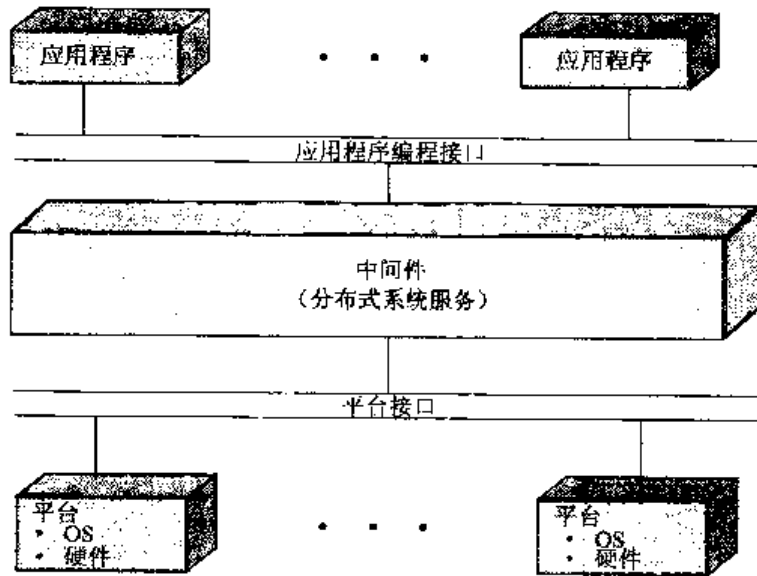 应用程序
应用程序
应用程序编程接口
中间件
(分布式系统服务)
平台接口
平台
• OS
• 硬件
平台
• OS
• 硬件